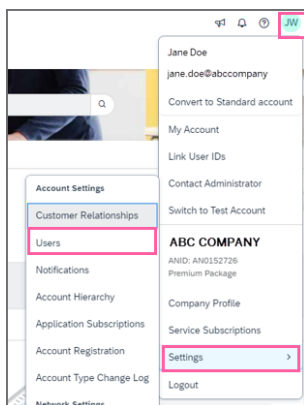 JW
Jane Doe
jane.doe@abccompany
Convert to Standard account
My Account
Link User IDs
Contact Administrator
Switch to Test Account
ABC COMPANY
ANID: AN0152726
Premium Package
Company Profile
Service Subscriptions
Settings >
Logout
Account Settings
Customer Relationships
Users
Notifications
Account Hierarchy
Application Subscriptions
Account Registration
Account Type Change Log
Network Settings